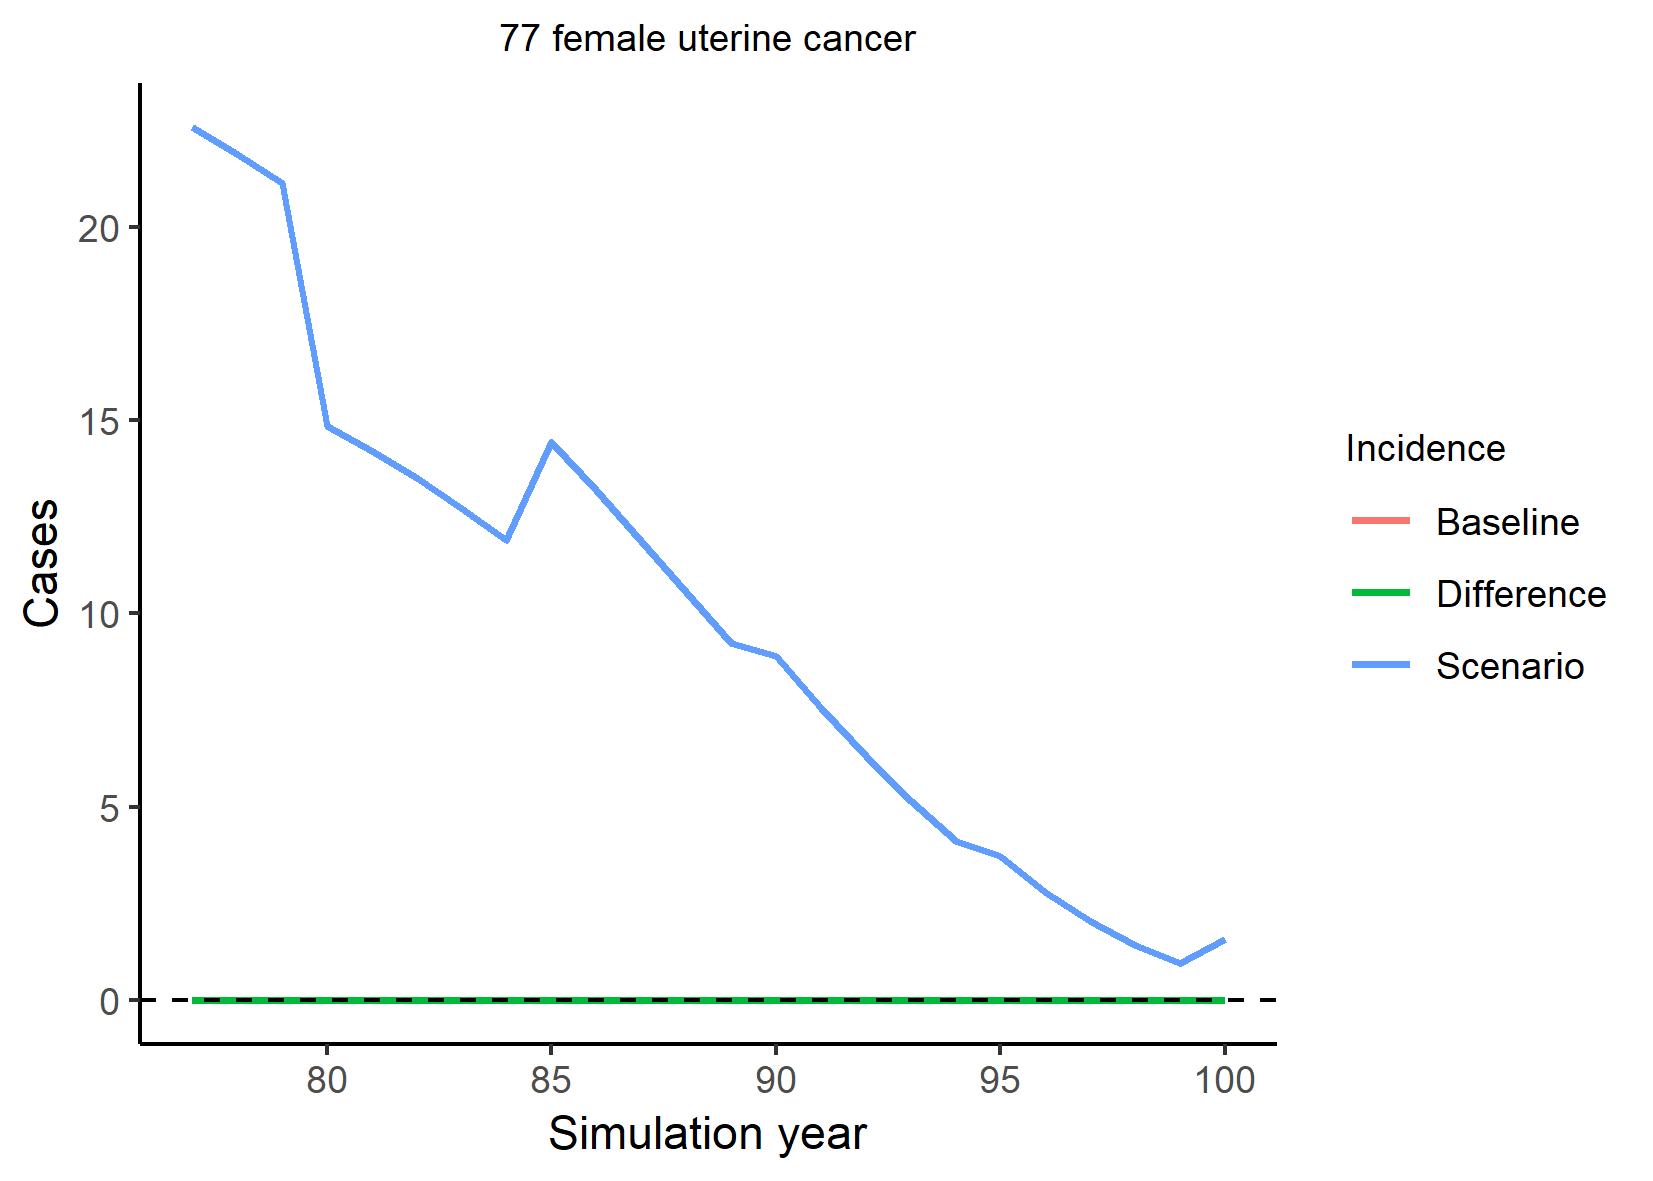 77 female uterine cancer
Cases
20
15
10
5
0
80 85 90 95 100
Simulation year
Incidence
Baseline
Difference
Scenario